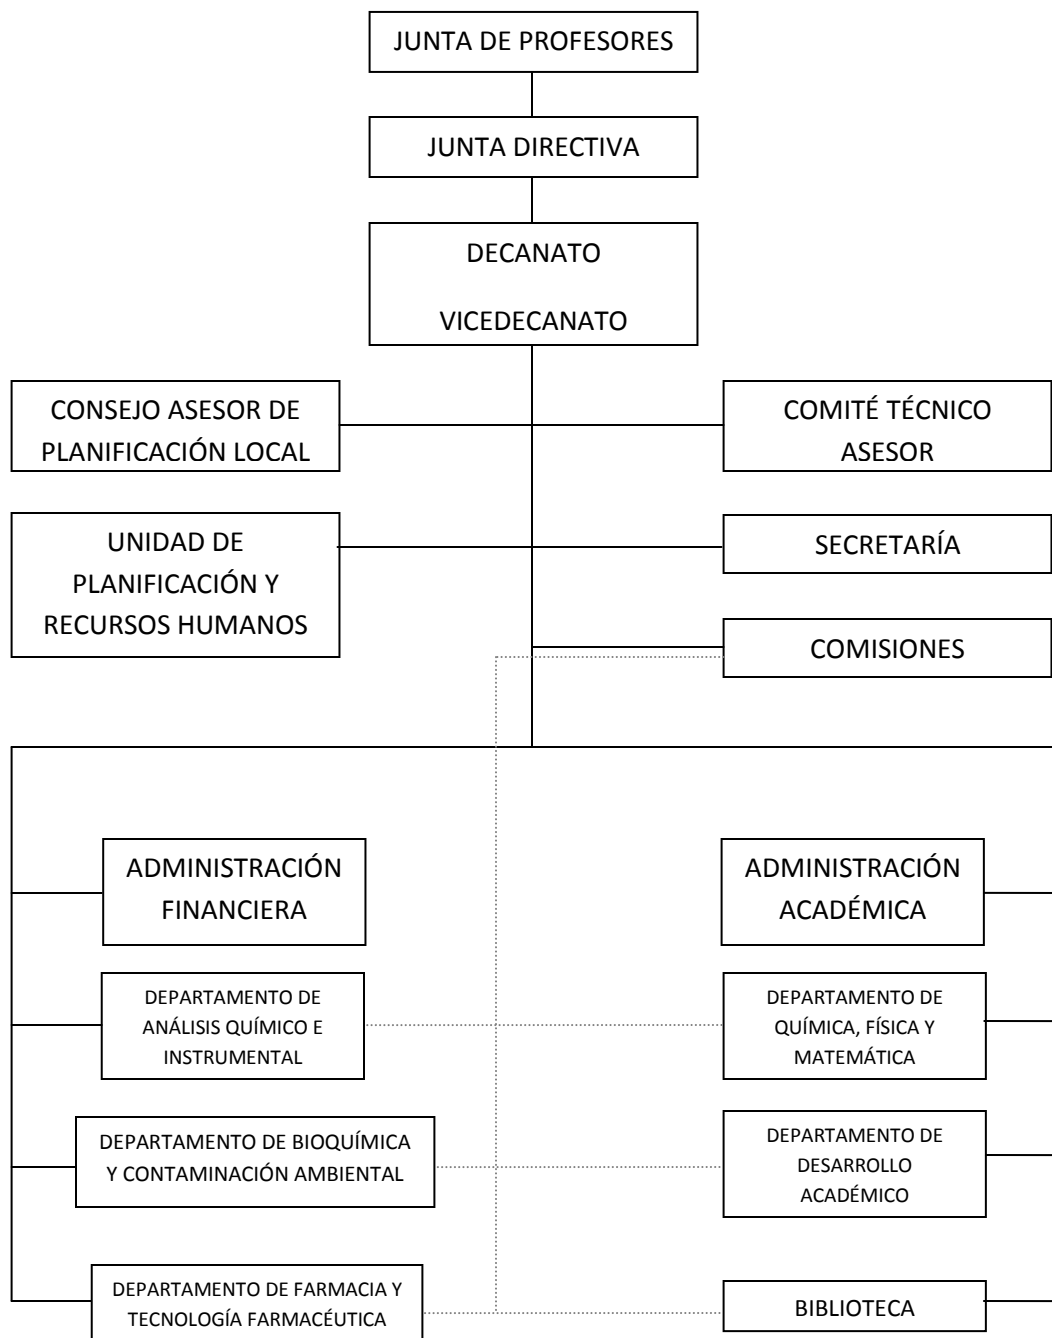 JUNTA DE PROFESORES
JUNTA DIRECTIVA
DECANATO
VICEDECANATO
CONSEJO ASESOR DE
PLANIFICACIÓN LOCAL
COMITÉ TÉCNICO
ASESOR
UNIDAD DE
PLANIFICACIÓN Y
RECURSOS HUMANOS
SECRETARÍA
COMISIONES
ADMINISTRACIÓN
FINANCIERA
ADMINISTRACIÓN
ACADÉMICA
DEPARTAMENTO DE
ANÁLISIS QUÍMICO E
INSTRUMENTAL
DEPARTAMENTO DE
QUÍMICA, FÍSICA Y
MATEMÁTICA
DEPARTAMENTO DE BIOQUÍMICA
Y CONTAMINACIÓN AMBIENTAL
DEPARTAMENTO DE
DESARROLLO
ACADÉMICO
DEPARTAMENTO DE FARMACIA Y
TECNOLOGÍA FARMACÉUTICA
BIBLIOTECA